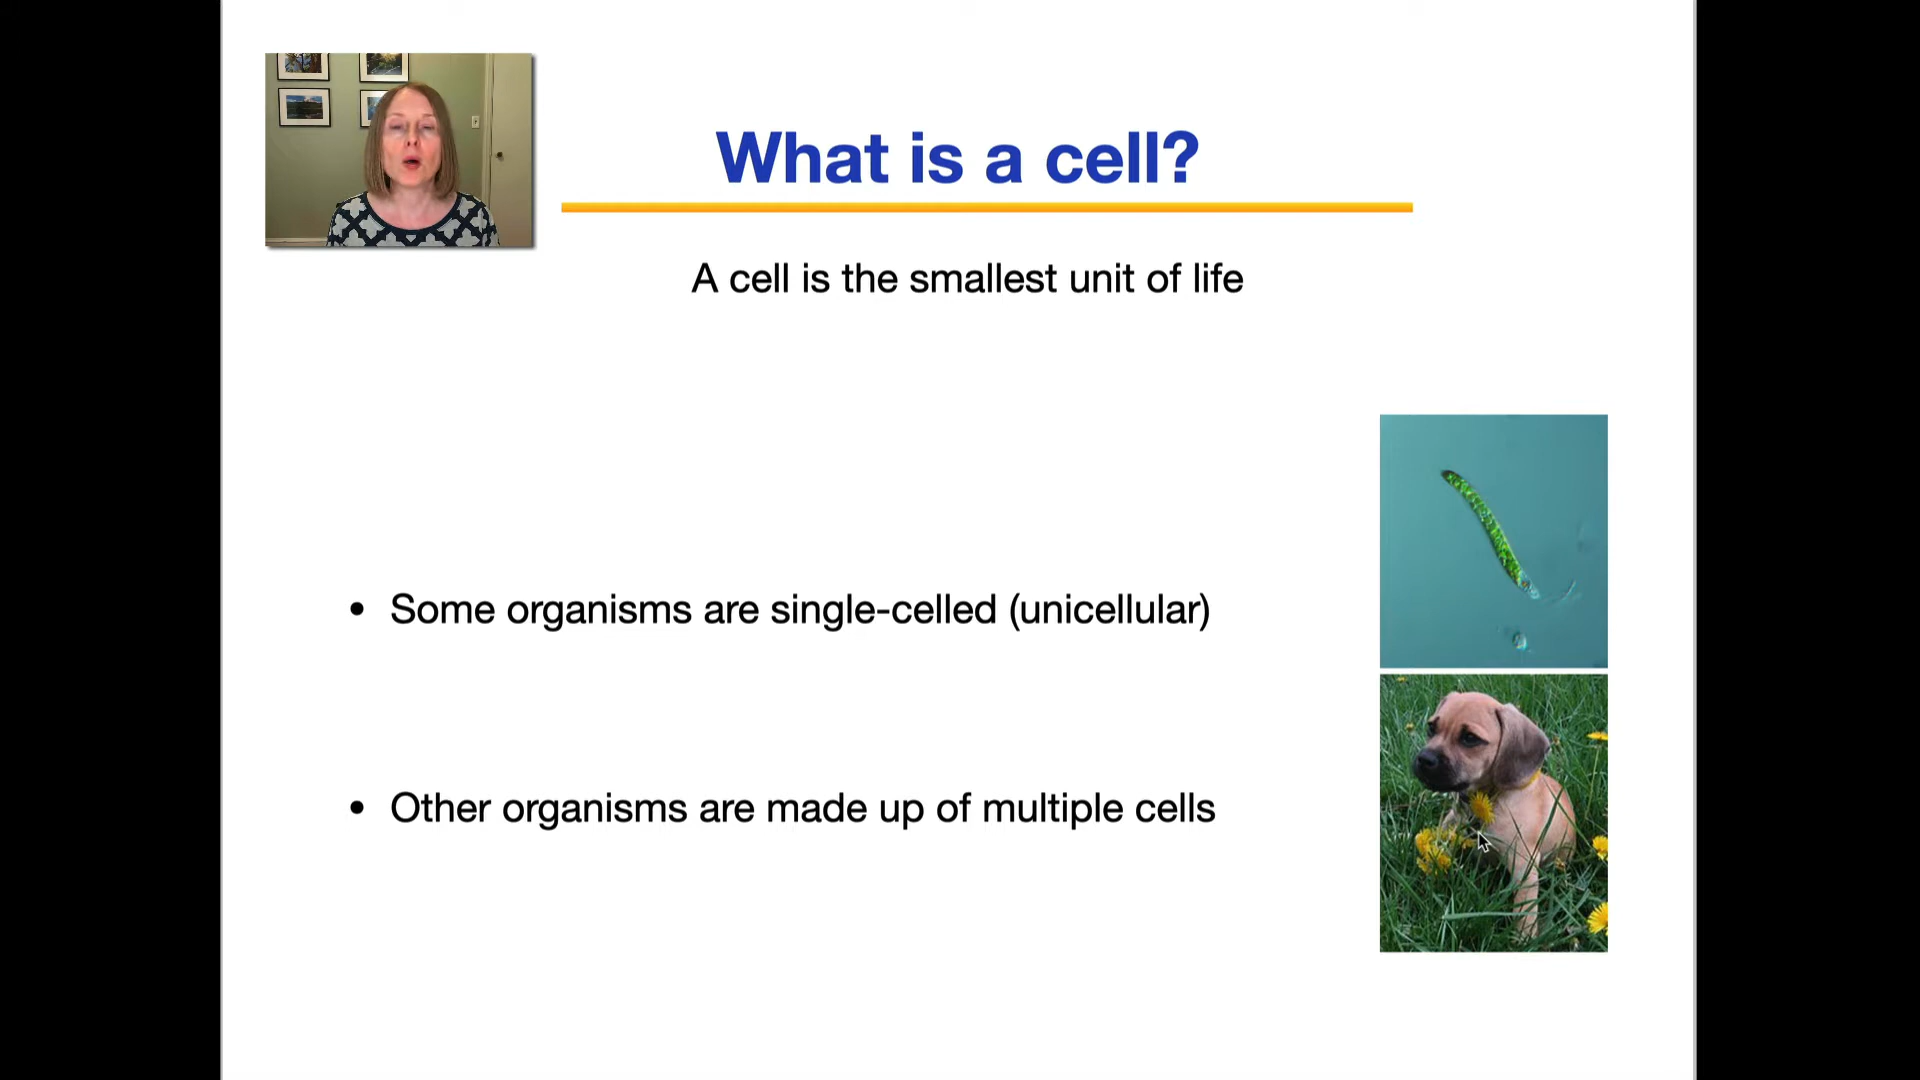 What is a cell?
A cell is the smallest unit of life
• Some organisms are single-celled (unicellular)
• Other organisms are made up of multiple cells